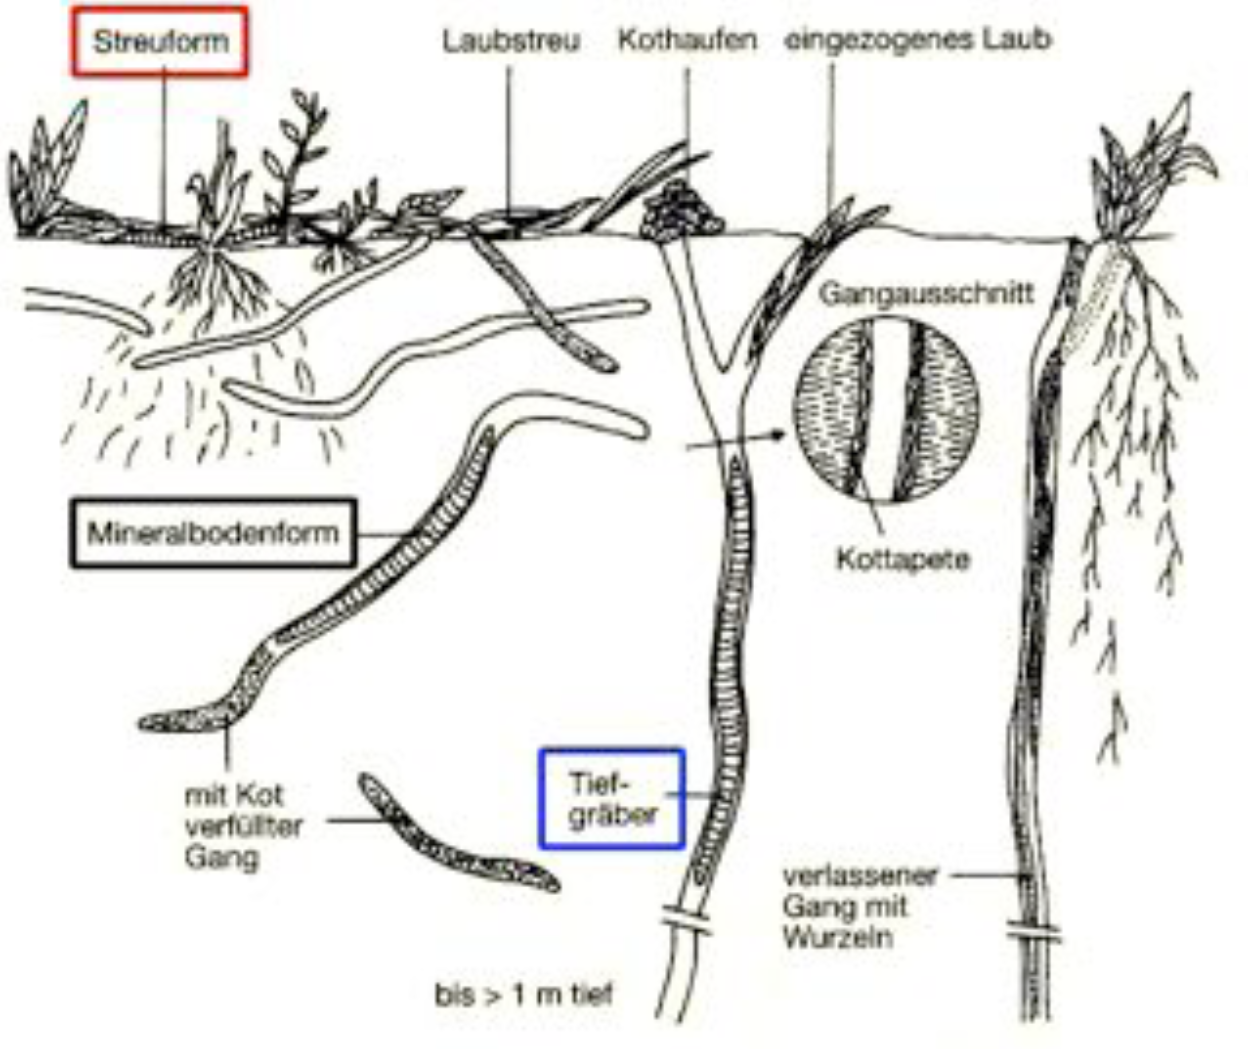 Streuform
Laubstreu
Kothaufen
eingezogenes Laub
Gangausschnitt
Mineralbodenform
Kottapete
mit Kot
verfüllter
Gang
Tief-
gräber
verlassener
Gang mit
Wurzeln
bis > 1 m tief